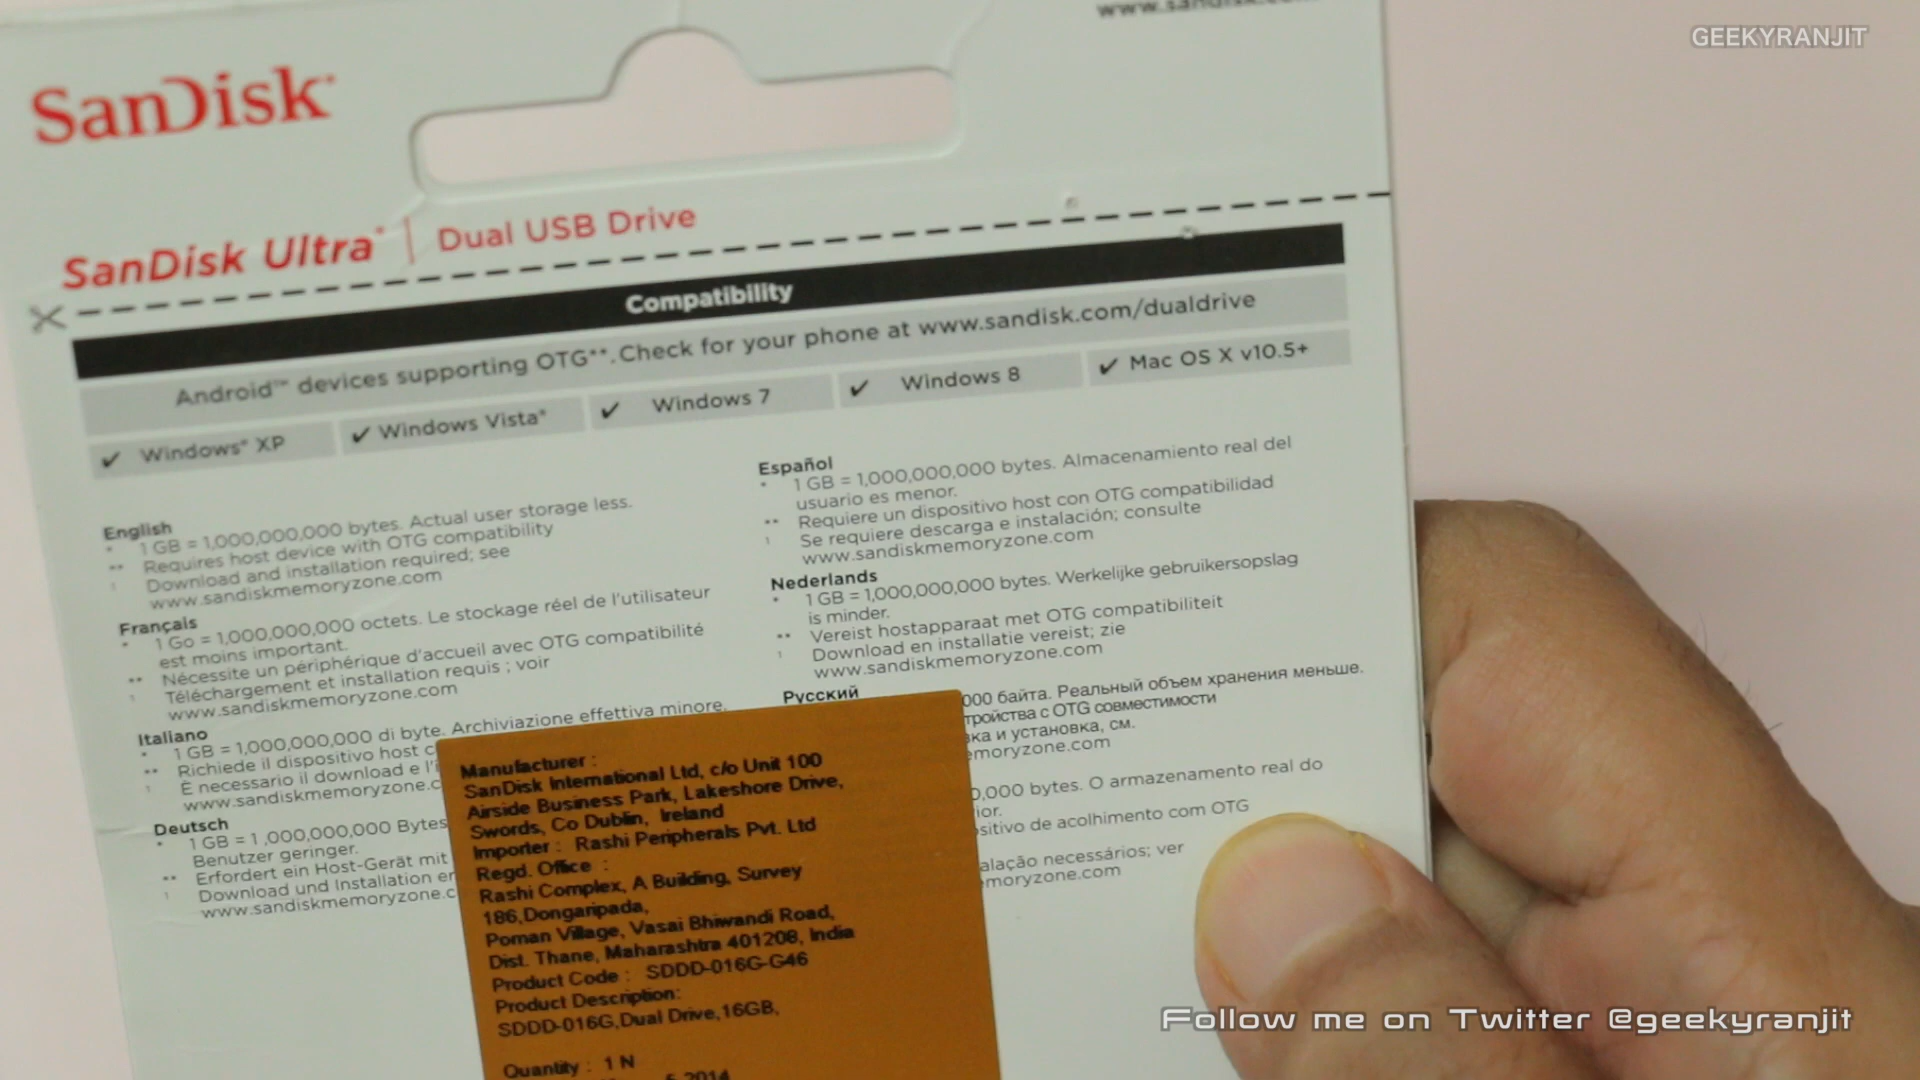 GEEKYRANJIT
SanDisk
SanDisk Ultra® | Dual USB Drive
Compatibility
Android™ devices supporting OTG**. Check for your phone at www.sandisk.com/dualdrive
✓ Windows® XP ✓ Windows Vista® ✓ Windows 7 ✓ Windows 8 ✓ Mac OS X v10.5+
English
* 1 GB = 1,000,000,000 bytes. Actual user storage less.
** Requires host device with OTG compatibility
Download and installation required; see
www.sandiskmemoryzone.com
Français
* 1 Go = 1,000,000,000 octets. Le stockage réel de l'utilisateur
est moins important.
** Nécessite un périphérique d'accueil avec OTG compatibilité
Téléchargement et installation requis ; voir
www.sandiskmemoryzone.com
Italiano
* 1 GB = 1,000,000,000 di byte. Archiviazione effettiva minore.
** Richiede il dispositivo host
È necessario il download e
www.sandiskmemoryzone.c
Deutsch
* 1 GB = 1,000,000,000 Bytes
Benutzer geringer.
** Erfordert ein Host-Gerät mit
Download und Installation er
www.sandiskmemoryzone.c
Español
* 1 GB = 1,000,000,000 bytes. Almacenamiento real del
usuario es menor.
** Requiere un dispositivo host con OTG compatibilidad
Se requiere descarga e instalación; consulte
www.sandiskmemoryzone.com
Nederlands
* 1 GB = 1,000,000,000 bytes. Werkelijke gebruikersopslag
is minder.
** Vereist hostapparaat met OTG compatibiliteit
Download en installatie vereist; zie
www.sandiskmemoryzone.com
Русский
000 байта. Реальный объем хранения меньше.
тройства с OTG совместимости
ка и установка, см.
emoryzone.com
0,000 bytes. O armazenamento real do
ior.
sitivo de acolhimento com OTG
alação necessários; ver
emoryzone.com
Manufacturer :
SanDisk International Ltd, c/o Unit 100
Airside Business Park, Lakeshore Drive,
Swords, Co Dublin, Ireland
Importer : Rashi Peripherals Pvt. Ltd
Regd. Office :
Rashi Complex, A Building, Survey
186,Dongaripada,
Poman Village, Vasai Bhiwandi Road,
Dist. Thane, Maharashtra 401208, India
Product Code : SDDD-016G-G46
Product Description:
SDDD-016G,Dual Drive,16GB,
Quantity : 1 N
2014
Follow me on Twitter @geekyranjit